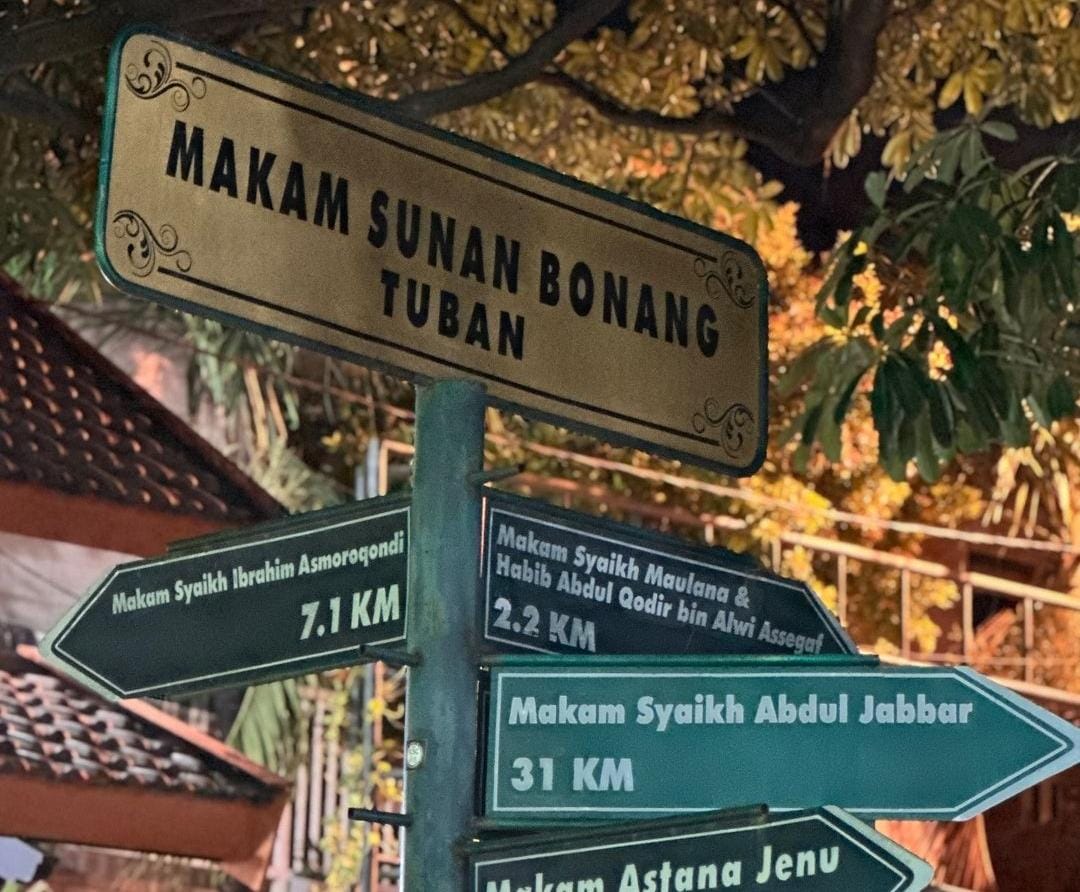 MAKAM SUNAN BONANG
TUBAN
Makam Syaikh Ibrahim Asmoroqondi
7.1 KM
Makam Syaikh Maulana &
Habib Abdul Qodir bin Alwi Assegaf
2.2 KM
Makam Syaikh Abdul Jabbar
31 KM
Makam Astana Jenu